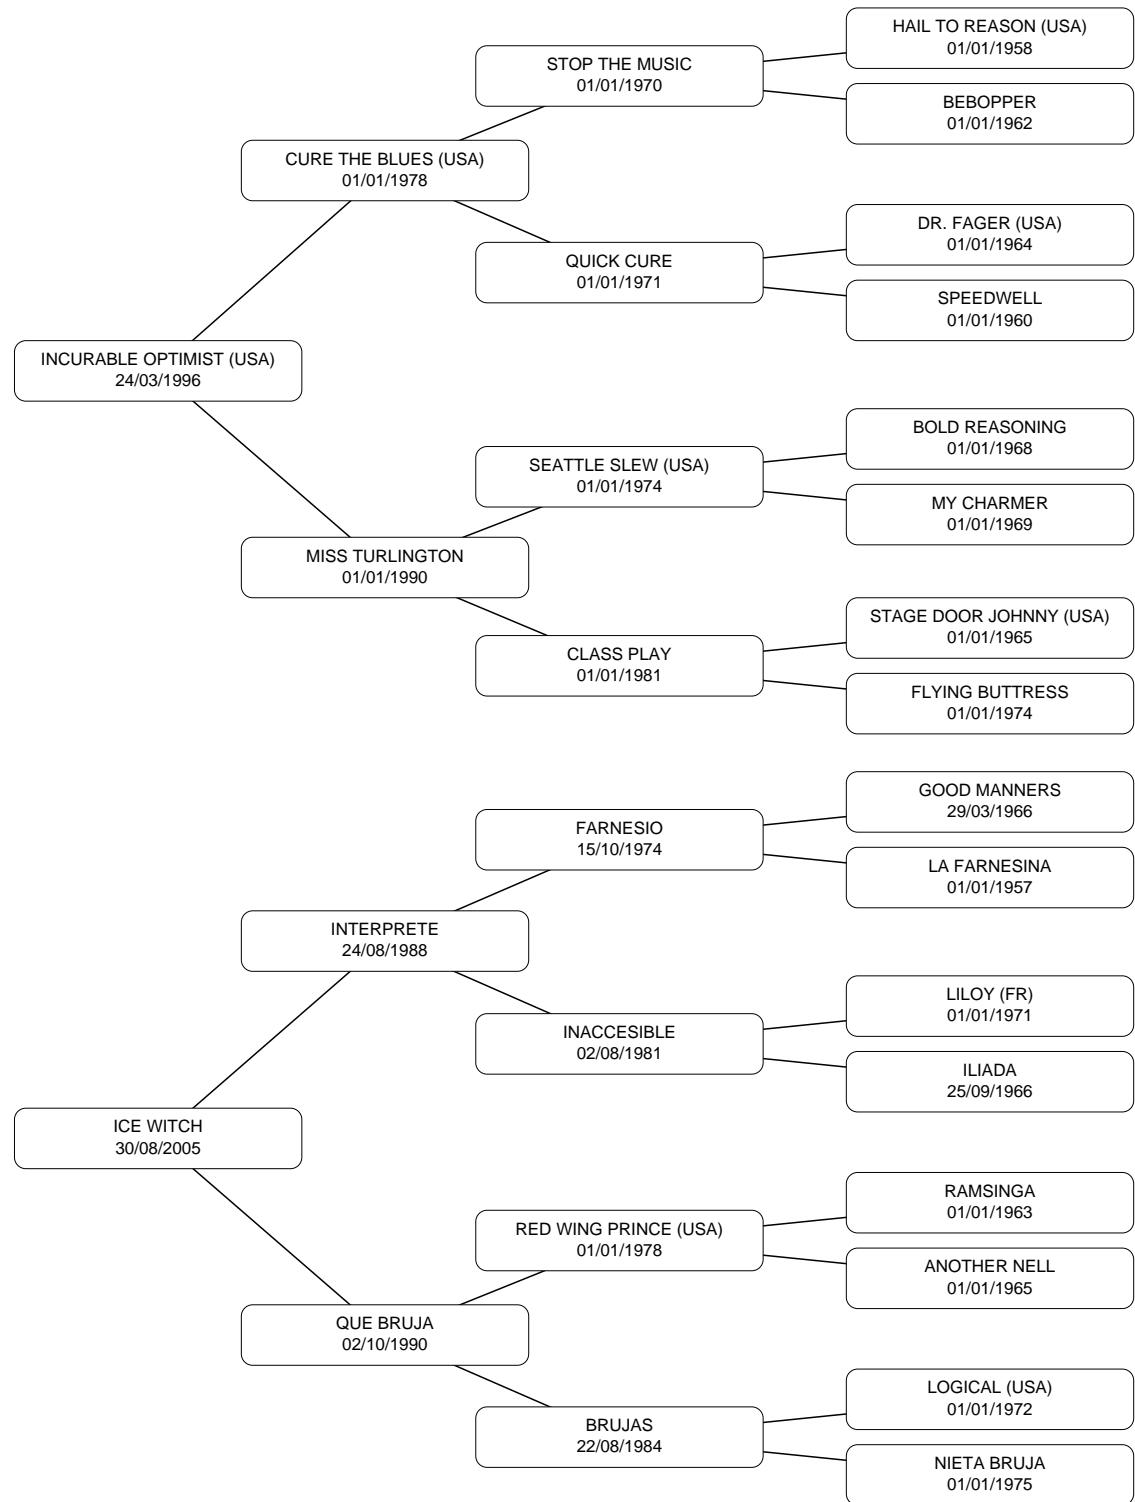 HAIL TO REASON (USA)
01/01/1958
STOP THE MUSIC
01/01/1970
BEBOPPER
01/01/1962
CURE THE BLUES (USA)
01/01/1978
DR. FAGER (USA)
01/01/1964
QUICK CURE
01/01/1971
SPEEDWELL
01/01/1960
INCURABLE OPTIMIST (USA)
24/03/1996
BOLD REASONING
01/01/1968
SEATTLE SLEW (USA)
01/01/1974
MY CHARMER
01/01/1969
MISS TURLINGTON
01/01/1990
STAGE DOOR JOHNNY (USA)
01/01/1965
CLASS PLAY
01/01/1981
FLYING BUTTRESS
01/01/1974
GOOD MANNERS
29/03/1966
FARNESIO
15/10/1974
LA FARNESINA
01/01/1957
INTERPRETE
24/08/1988
LILOY (FR)
01/01/1971
INACCESIBLE
02/08/1981
ILIADA
25/09/1966
ICE WITCH
30/08/2005
RAMSINGA
01/01/1963
RED WING PRINCE (USA)
01/01/1978
ANOTHER NELL
01/01/1965
QUE BRUJA
02/10/1990
LOGICAL (USA)
01/01/1972
BRUJAS
22/08/1984
NIETA BRUJA
01/01/1975